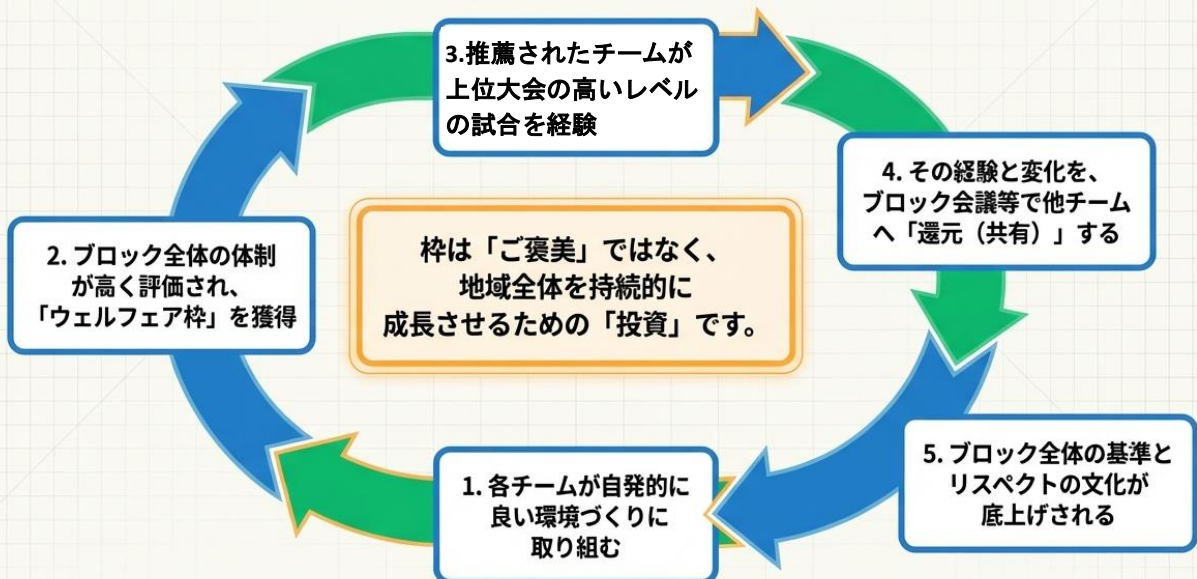 3.推薦されたチームが
上位大会の高いレベル
の試合を経験
4. その経験と変化を、
ブロック会議等で他チーム
へ「還元（共有）」する
2. ブロック全体の体制
が高く評価され、
「ウェルフェア枠」を獲得
枠は「ご褒美」ではなく、
地域全体を持続的に
成長させるための「投資」です。
1. 各チームが自発的に
良い環境づくりに
取り組む
5. ブロック全体の基準と
リスペクトの文化が
底上げされる